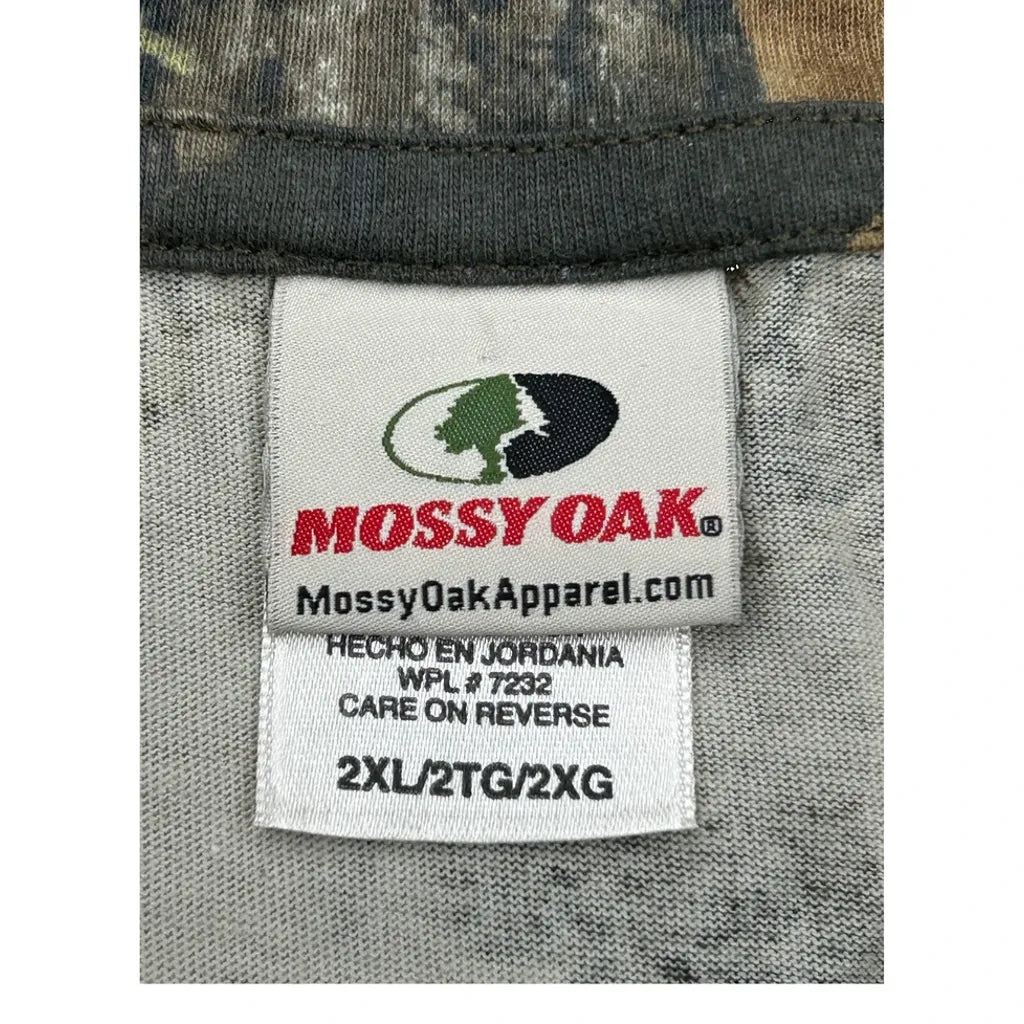 MOSSY OAK®
MossyOakApparel.com
HECHO EN JORDANIA
WPL # 7232
CARE ON REVERSE
2XL/2TG/2XG